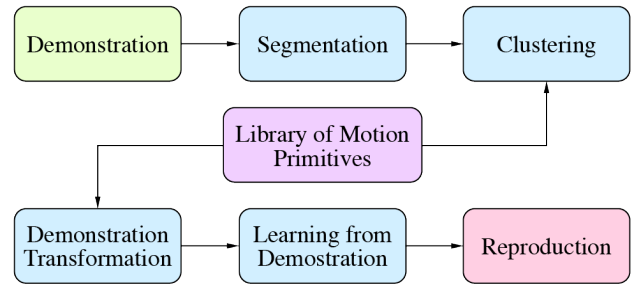 Demonstration
Segmentation
Clustering
Library of Motion
Primitives
Demonstration
Transformation
Learning from
Demostration
Reproduction